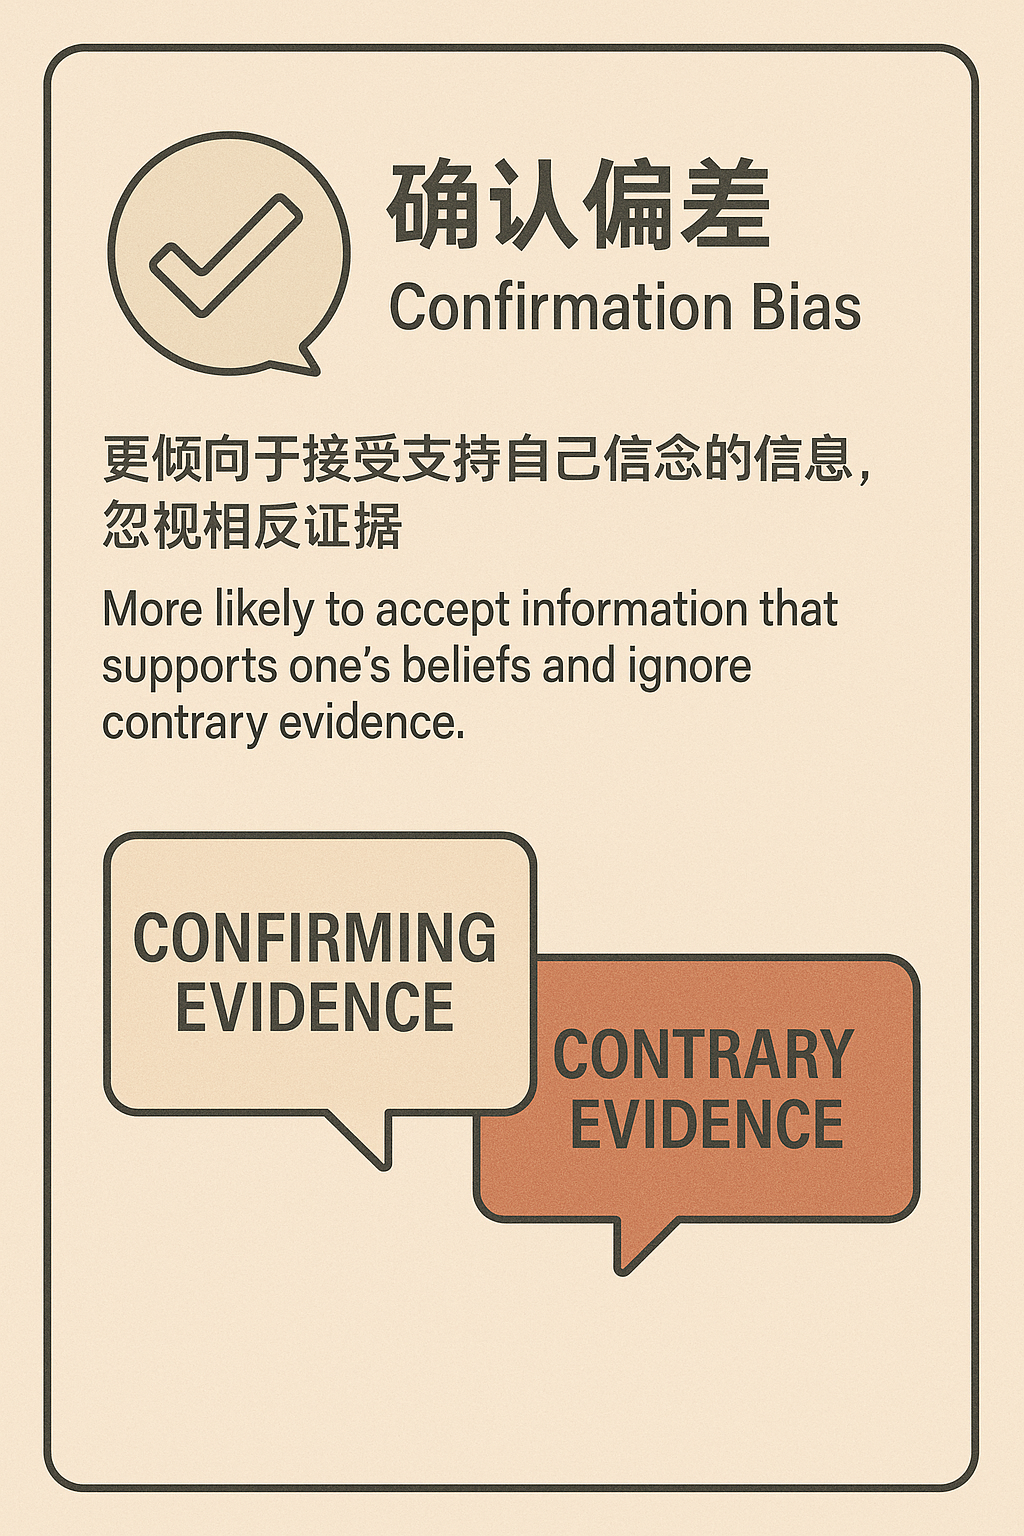 确认偏差
Confirmation Bias
更倾向于接受支持自己信念的信息，
忽视相反证据
More likely to accept information that
supports one’s beliefs and ignore
contrary evidence.
CONFIRMING
EVIDENCE
CONTRARY
EVIDENCE